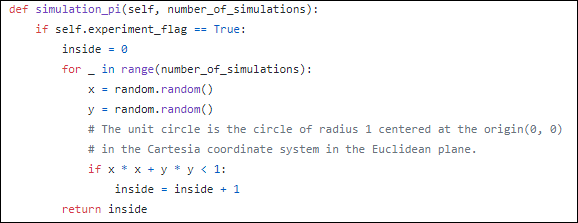 def simulation_pi(self, number_of_simulations):
    if self.experiment_flag == True:
        inside = 0
        for _ in range(number_of_simulations):
            x = random.random()
            y = random.random()
            # The unit circle is the circle of radius 1 centered at the origin(0, 0)
            # in the Cartesia coordinate system in the Euclidean plane.
            if x * x + y * y < 1:
                inside = inside + 1
        return inside